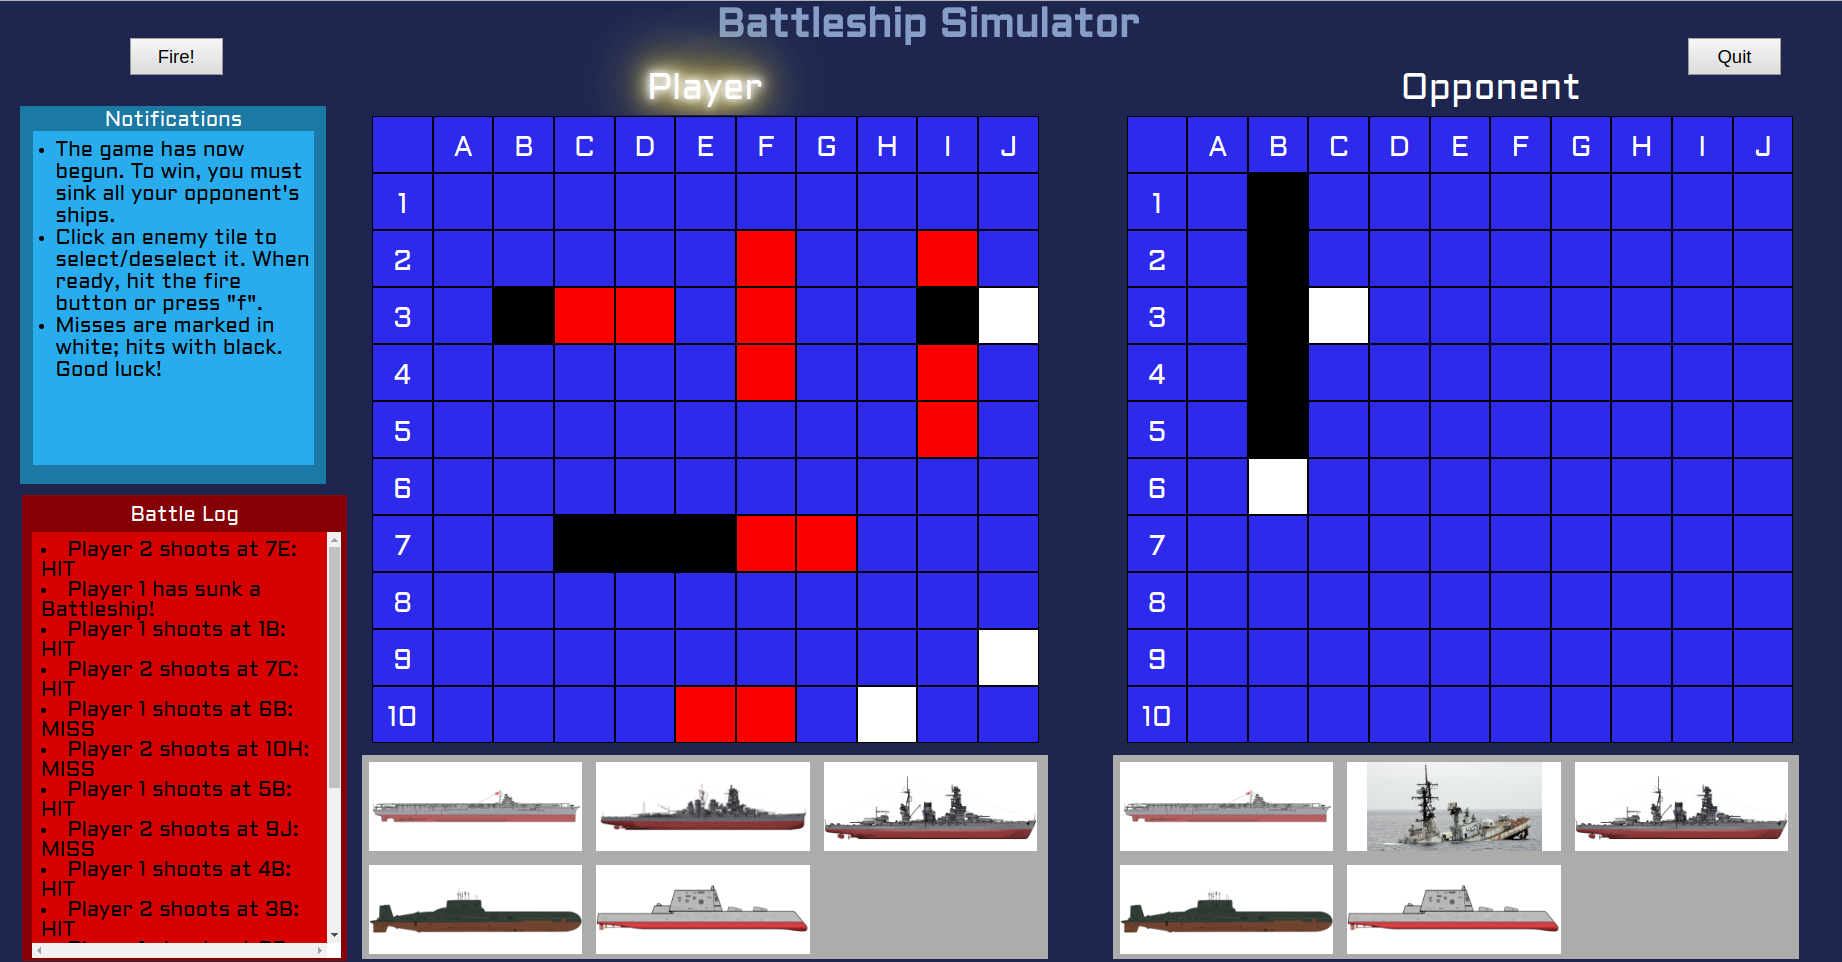 Battleship Simulator
Fire!
Quit
Player
Opponent
Notifications
• The game has now
begun. To win, you must
sink all your opponent's
ships.
• Click an enemy tile to
select/deselect it. When
ready, hit the fire
button or press "f".
• Misses are marked in
white; hits with black.
Good luck!
Battle Log
• Player 2 shoots at 7E:
HIT
• Player 1 has sunk a
Battleship!
• Player 1 shoots at 1B:
HIT
• Player 2 shoots at 7C:
HIT
• Player 1 shoots at 6B:
MISS
• Player 2 shoots at 10H:
MISS
• Player 1 shoots at 5B:
HIT
• Player 2 shoots at 9J:
MISS
• Player 1 shoots at 4B:
HIT
• Player 2 shoots at 3B:
HIT
A B C D E F G H I J
1
2
3
4
5
6
7
8
9
10
A B C D E F G H I J
1
2
3
4
5
6
7
8
9
10